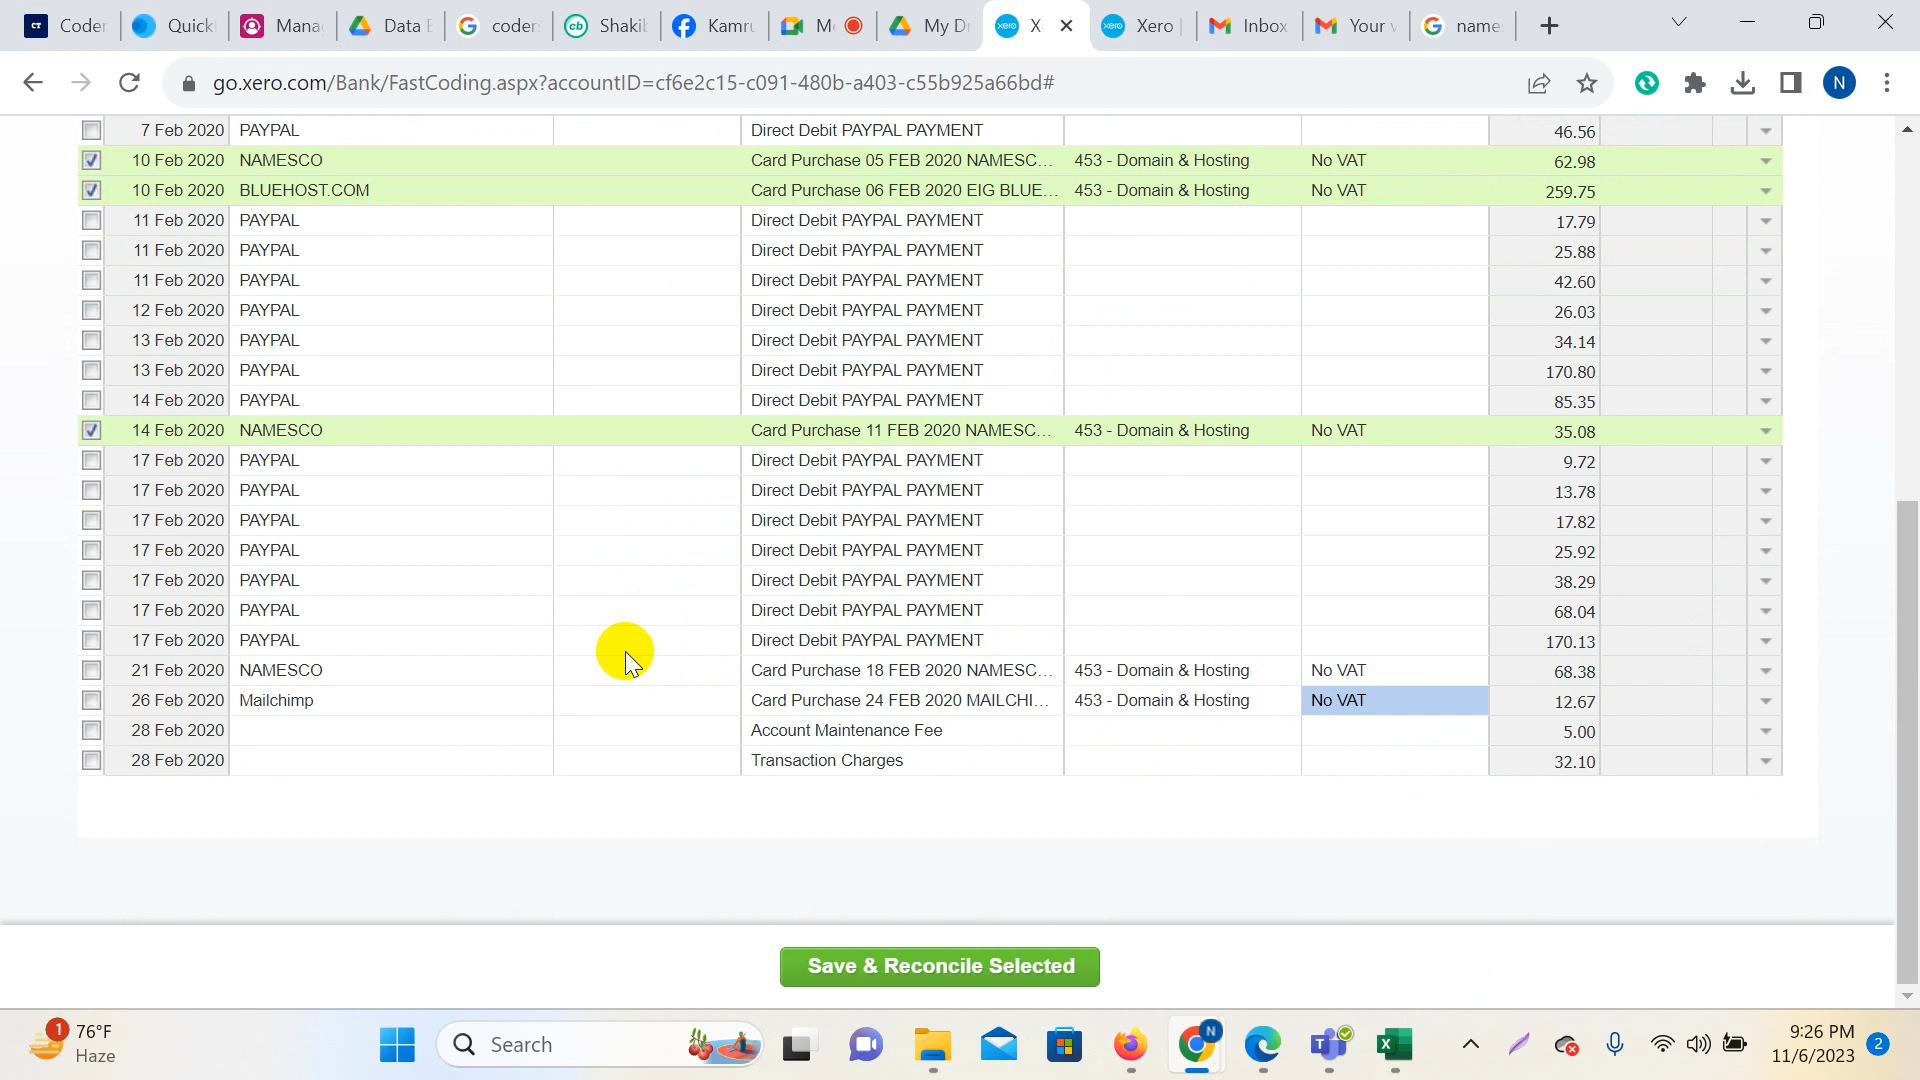 Coder
Quick
Mana
Data
coder
Shakib
Kamru
M
My D
X
Xero
Inbox
Your
name
go.xero.com/Bank/FastCoding.aspx?accountID=cf6e2c15-c091-480b-a403-c55b925a66bd#
N
7 Feb 2020 PAYPAL Direct Debit PAYPAL PAYMENT 46.56
10 Feb 2020 NAMESCO Card Purchase 05 FEB 2020 NAMESC... 453 - Domain & Hosting No VAT 62.98
10 Feb 2020 BLUEHOST.COM Card Purchase 06 FEB 2020 EIG BLUE... 453 - Domain & Hosting No VAT 259.75
11 Feb 2020 PAYPAL Direct Debit PAYPAL PAYMENT 17.79
11 Feb 2020 PAYPAL Direct Debit PAYPAL PAYMENT 25.88
11 Feb 2020 PAYPAL Direct Debit PAYPAL PAYMENT 42.60
12 Feb 2020 PAYPAL Direct Debit PAYPAL PAYMENT 26.03
13 Feb 2020 PAYPAL Direct Debit PAYPAL PAYMENT 34.14
13 Feb 2020 PAYPAL Direct Debit PAYPAL PAYMENT 170.80
14 Feb 2020 PAYPAL Direct Debit PAYPAL PAYMENT 85.35
14 Feb 2020 NAMESCO Card Purchase 11 FEB 2020 NAMESC... 453 - Domain & Hosting No VAT 35.08
17 Feb 2020 PAYPAL Direct Debit PAYPAL PAYMENT 9.72
17 Feb 2020 PAYPAL Direct Debit PAYPAL PAYMENT 13.78
17 Feb 2020 PAYPAL Direct Debit PAYPAL PAYMENT 17.82
17 Feb 2020 PAYPAL Direct Debit PAYPAL PAYMENT 25.92
17 Feb 2020 PAYPAL Direct Debit PAYPAL PAYMENT 38.29
17 Feb 2020 PAYPAL Direct Debit PAYPAL PAYMENT 68.04
17 Feb 2020 PAYPAL Direct Debit PAYPAL PAYMENT 170.13
21 Feb 2020 NAMESCO Card Purchase 18 FEB 2020 NAMESC... 453 - Domain & Hosting No VAT 68.38
26 Feb 2020 Mailchimp Card Purchase 24 FEB 2020 MAILCHI... 453 - Domain & Hosting No VAT 12.67
28 Feb 2020 Account Maintenance Fee 5.00
28 Feb 2020 Transaction Charges 32.10
Save & Reconcile Selected
1 76°F
Haze
Search
N
9:26 PM
11/6/2023
2